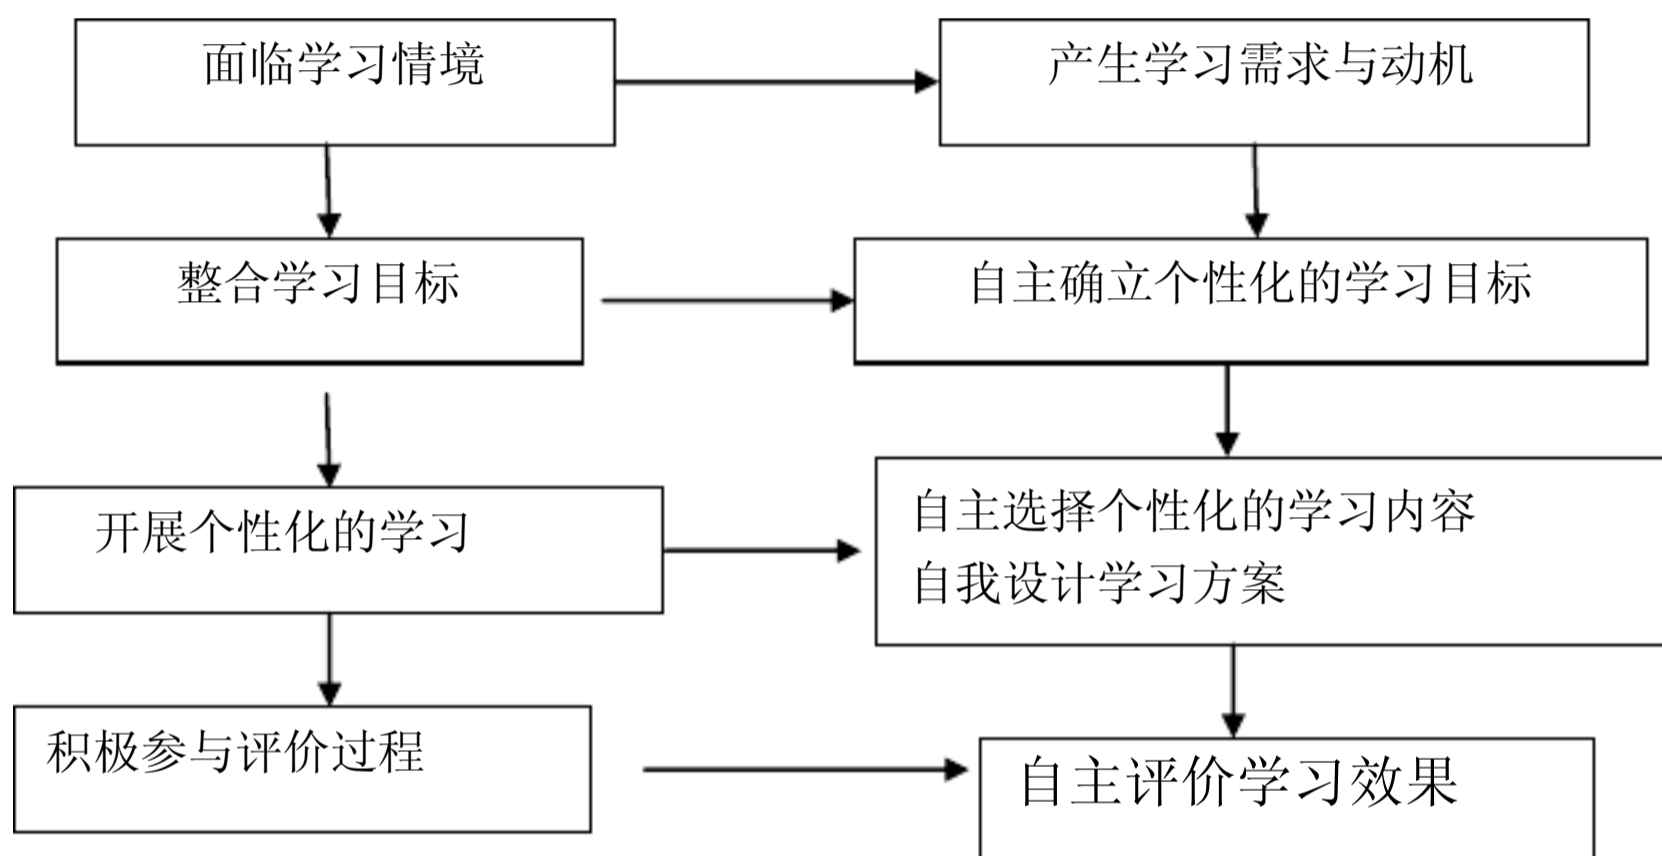 面临学习情境
产生学习需求与动机
整合学习目标
自主确立个性化的学习目标
开展个性化的学习
自主选择个性化的学习内容
自我设计学习方案
积极参与评价过程
自主评价学习效果